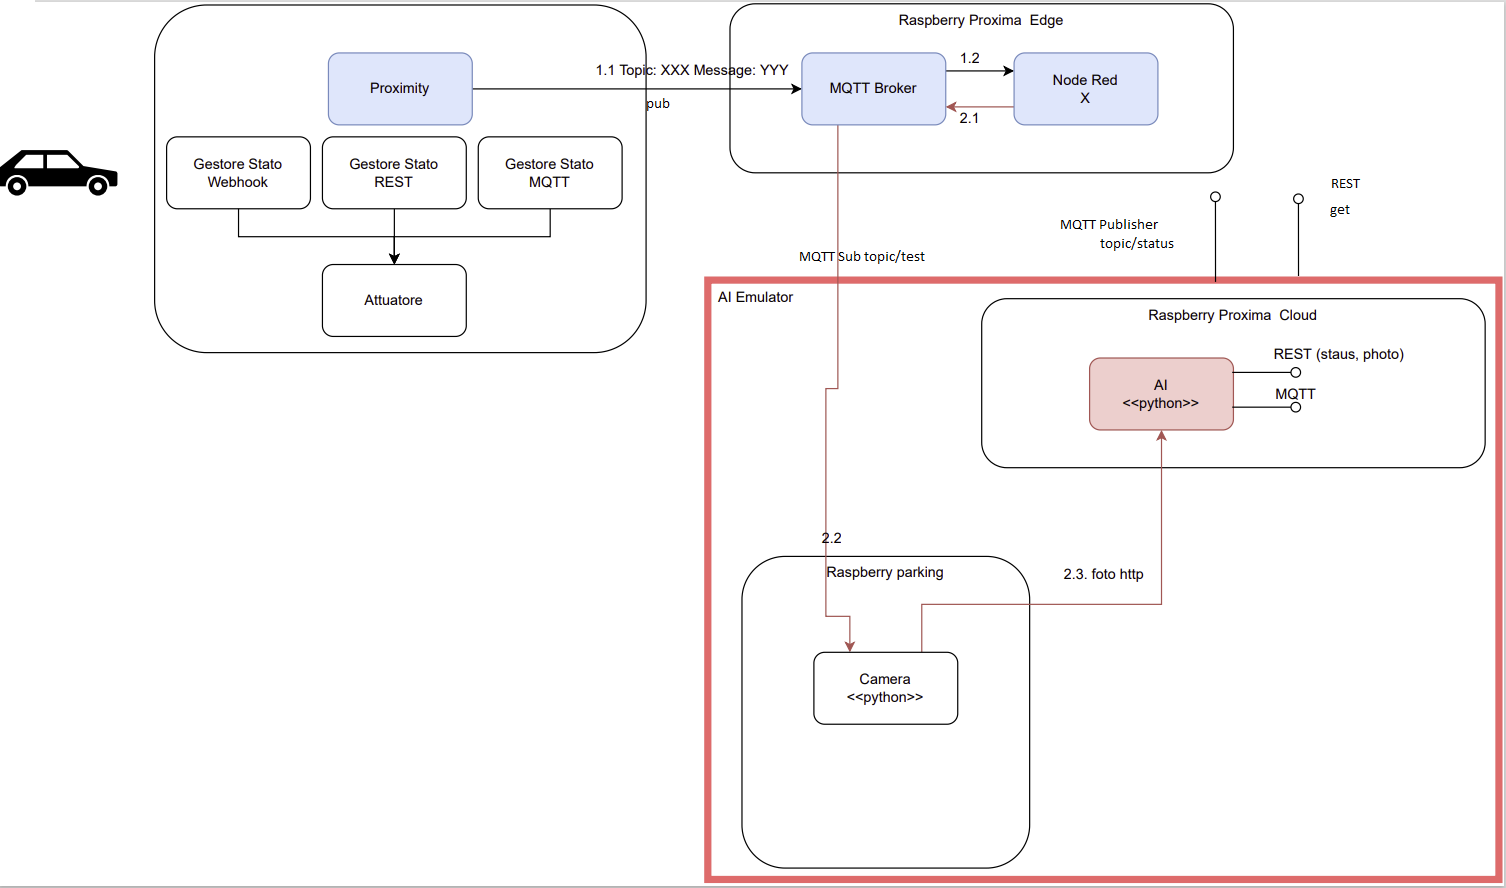 Raspberry Proxima  Edge
Proximity
1.1 Topic: XXX Message: YYY
pub
MQTT Broker
1.2
2.1
Node Red
X
Gestore Stato
Webhook
Gestore Stato
REST
Gestore Stato
MQTT
Attuatore
MQTT Sub topic/test
MQTT Publisher
topic/status
REST
get
AI Emulator
Raspberry Proxima  Cloud
AI
<<python>>
REST (staus, photo)
MQTT
2.2
Raspberry parking
2.3. foto http
Camera
<<python>>